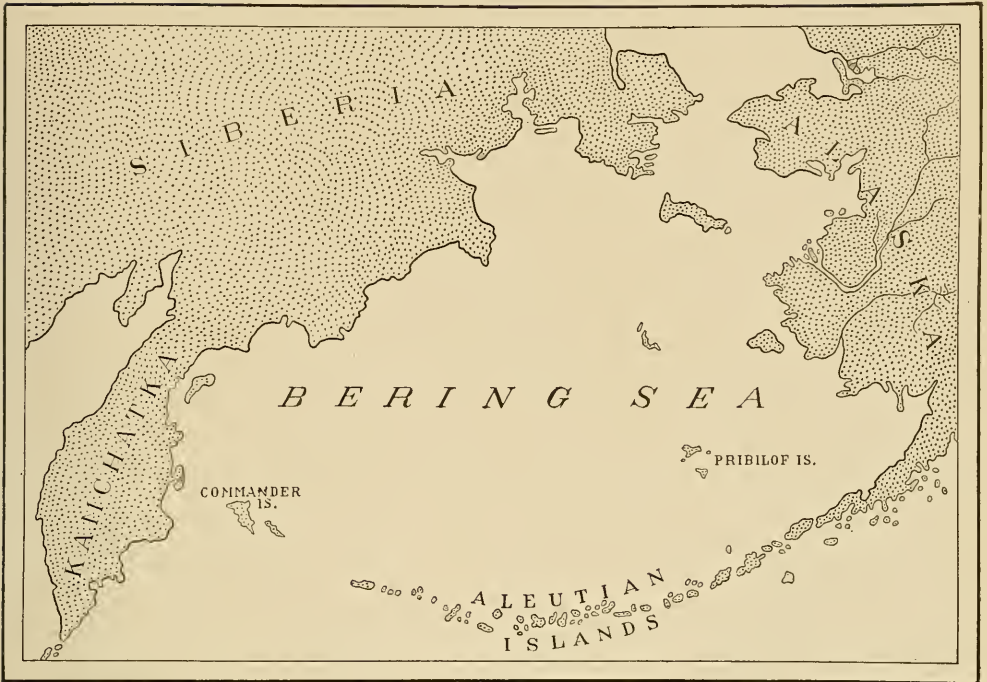 SIBERIA
ALASKA
KAMCHATKA
BERING SEA
PRIBILOF IS.
COMMANDER
IS.
ALEUTIAN
ISLANDS